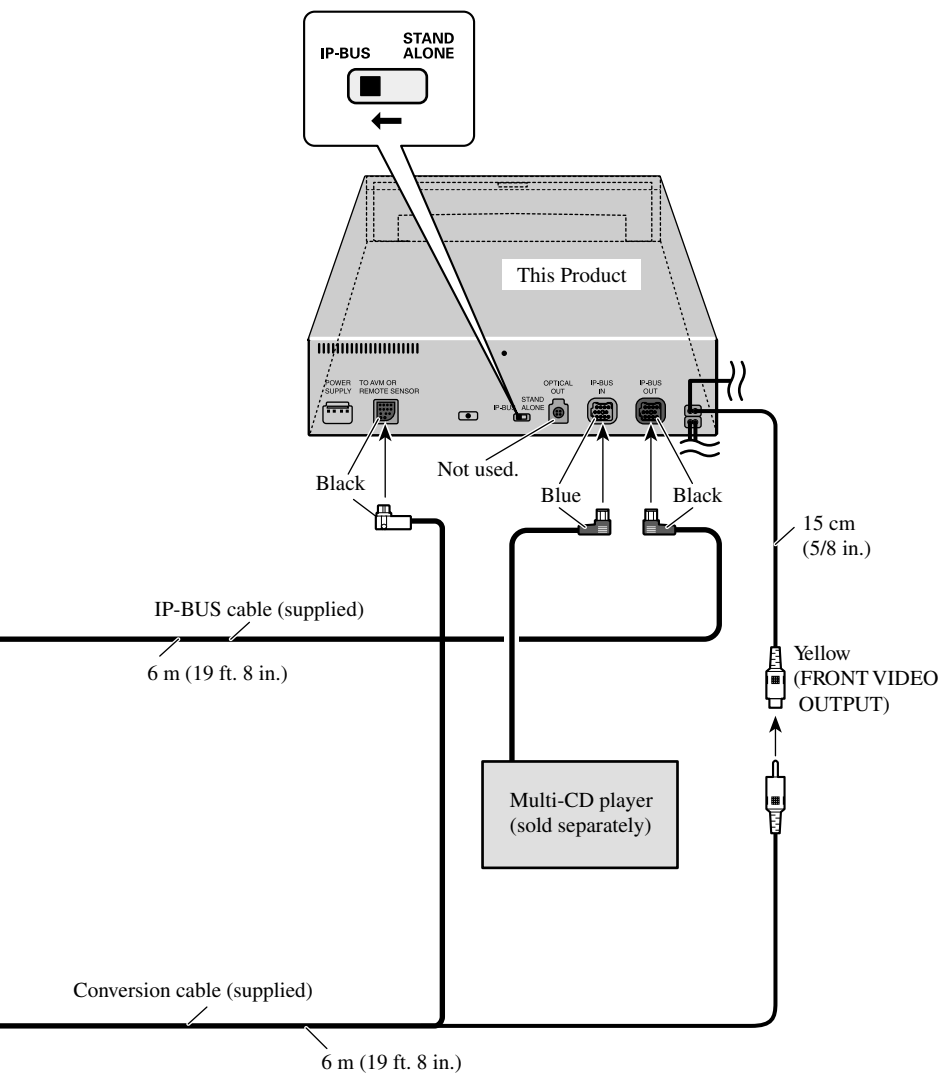 STAND
IP-BUS ALONE
This Product
POWER
SUPPLY
TO AVM OR
REMOTE SENSOR
STAND
IP-BUS ALONE
OPTICAL
OUT
IP-BUS
IN
IP-BUS
OUT
Not used.
Black
Blue
Black
15 cm
(5/8 in.)
IP-BUS cable (supplied)
6 m (19 ft. 8 in.)
Yellow
(FRONT VIDEO
OUTPUT)
Multi-CD player
(sold separately)
Conversion cable (supplied)
6 m (19 ft. 8 in.)